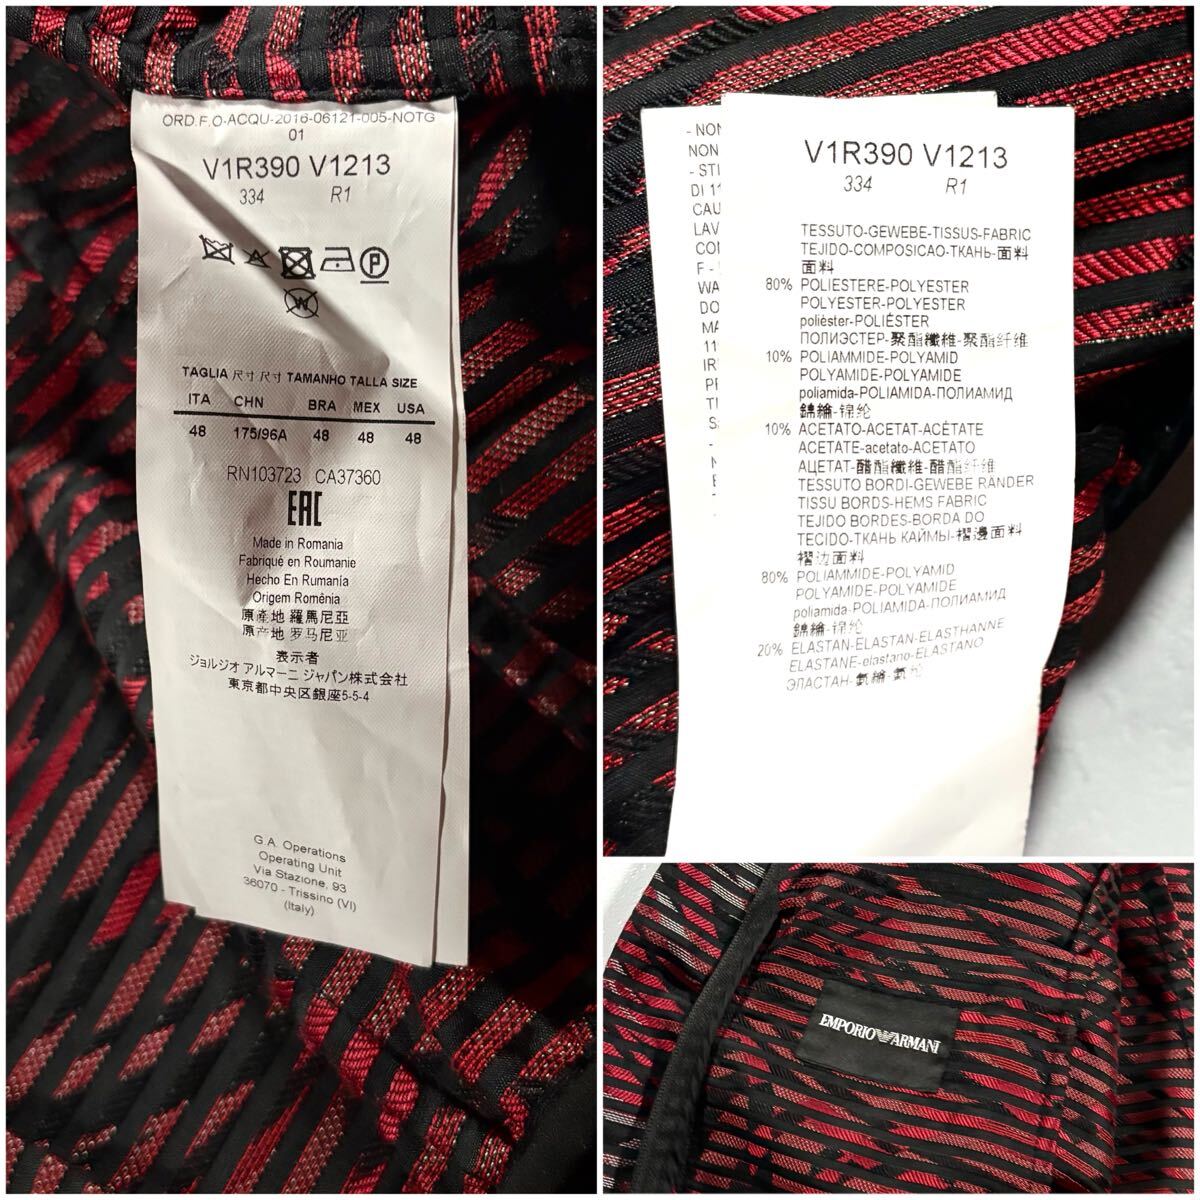 ORD.F.O-ACQU-2016-06121-005-NOTG
01
V1R390 V1213
334 R1
P
W
TAGLIA 尺寸 尺寸 TAMANHO TALLA SIZE
ITA CHN BRA MEX USA
48 175/96A 48 48 48
RN103723 CA37360
EAC
Made in Romania
Fabriqué en Roumanie
Hecho En Rumanía
Origem Romênia
原產地 羅馬尼亞
原产地 罗马尼亚
表示者
ジョルジオ アルマーニ ジャパン株式会社
東京都中央区銀座5-5-4
G.A. Operations
Operating Unit
Via Stazione, 93
36070 - Trissino (VI)
(Italy)
V1R390 V1213
334 R1
TESSUTO-GEWEBE-TISSUS-FABRIC
TEJIDO-COMPOSICAO-ТКАНЬ-面料
面料
80% POLIESTERE-POLYESTER
POLYESTER-POLYESTER
poliéster-POLIÉSTER
ПОЛИЭСТЕР-聚酯纖維-聚酯纤维
10% POLIAMMIDE-POLYAMID
POLYAMIDE-POLYAMIDE
poliamida-POLIAMIDA-ПОЛИАМИД
錦綸-锦纶
10% ACETATO-ACETAT-ACÉTATE
ACETATE-acetato-ACETATO
АЦЕТАТ-醋酯纖維-醋酯纤维
TESSUTO BORDI-GEWEBE RÄNDER
TISSU BORDS-HEMS FABRIC
TEJIDO BORDES-BORDA DO
TECIDO-ТКАНЬ КАЙМЫ-褶邊面料
褶边面料
80% POLIAMMIDE-POLYAMID
POLYAMIDE-POLYAMIDE
poliamida-POLIAMIDA-ПОЛИАМИД
錦綸-锦纶
20% ELASTAN-ELASTAN-ELASTHANNE
ELASTANE-elastano-ELASTANO
ЭЛАСТАН-氨綸-氨纶
EMPORIO ARMANI